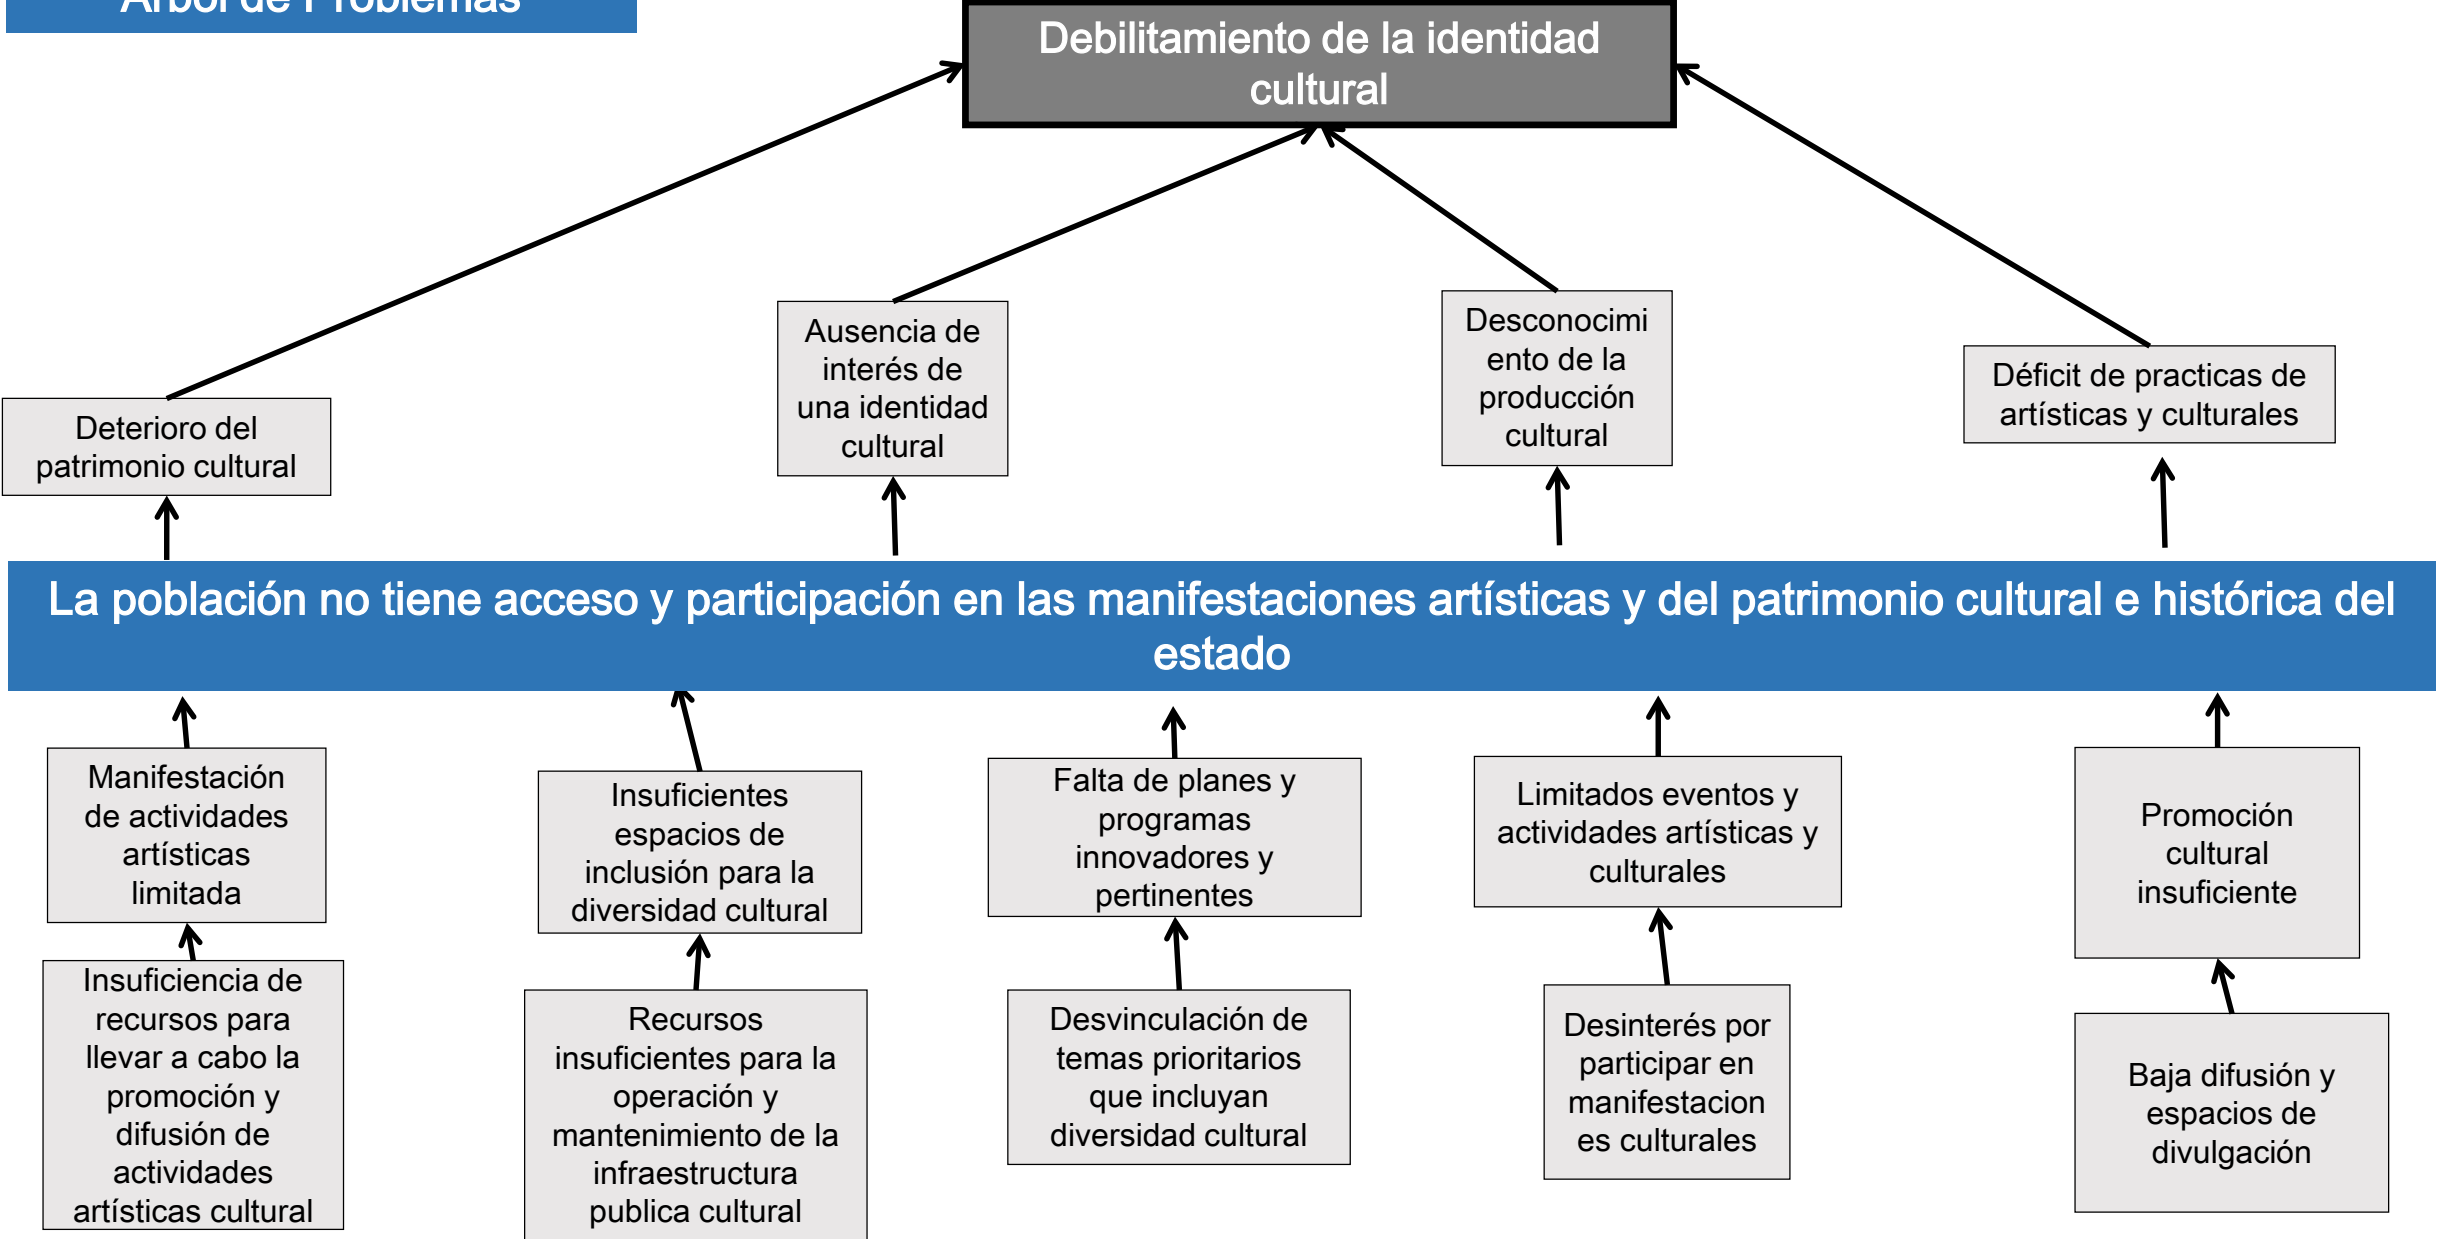 Árbol de Problemas
Debilitamiento de la identidad
cultural
Deterioro del
patrimonio cultural
Ausencia de
interés de
una identidad
cultural
Desconocimi
ento de la
producción
cultural
Déficit de practicas de
artísticas y culturales
La población no tiene acceso y participación en las manifestaciones artísticas y del patrimonio cultural e histórica del
estado
Manifestación
de actividades
artísticas
limitada
Insuficientes
espacios de
inclusión para la
diversidad cultural
Falta de planes y
programas
innovadores y
pertinentes
Limitados eventos y
actividades artísticas y
culturales
Promoción
cultural
insuficiente
Insuficiencia de
recursos para
llevar a cabo la
promoción y
difusión de
actividades
artísticas cultural
Recursos
insuficientes para la
operación y
mantenimiento de la
infraestructura
publica cultural
Desvinculación de
temas prioritarios
que incluyan
diversidad cultural
Desinterés por
participar en
manifestacion
es culturales
Baja difusión y
espacios de
divulgación